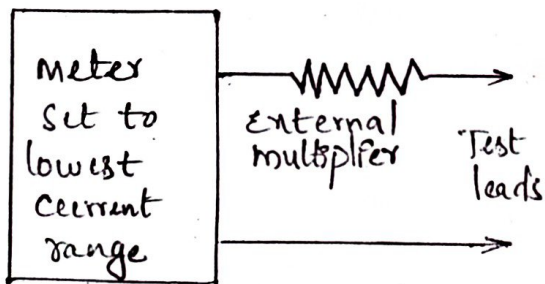 meter
set to
lowest
current
range
External
multiplier
Test
leads